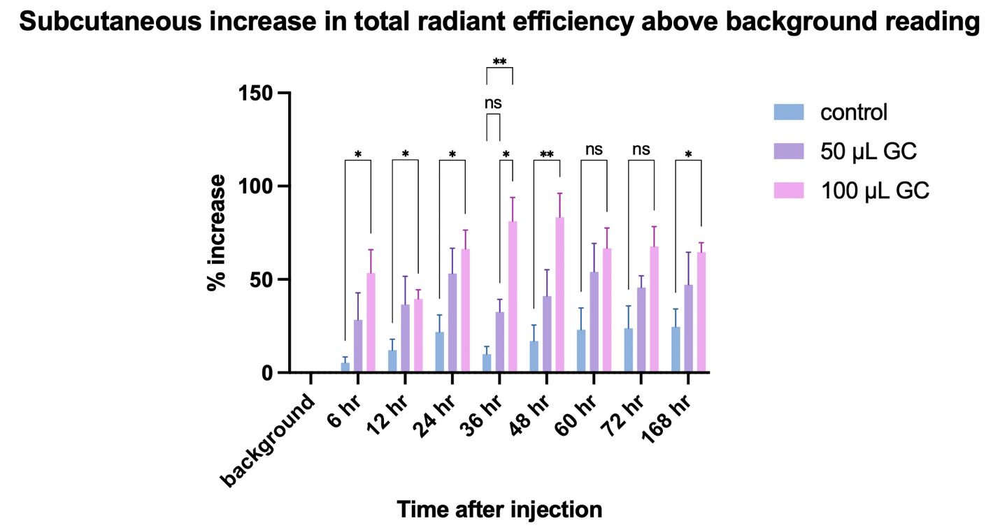 Subcutaneous increase in total radiant efficiency above background reading
**
ns
* * * * ** ns ns *
150
100
50
0
% increase
background
6 hr
12 hr
24 hr
36 hr
48 hr
60 hr
72 hr
168 hr
Time after injection
control
50 µL GC
100 µL GC